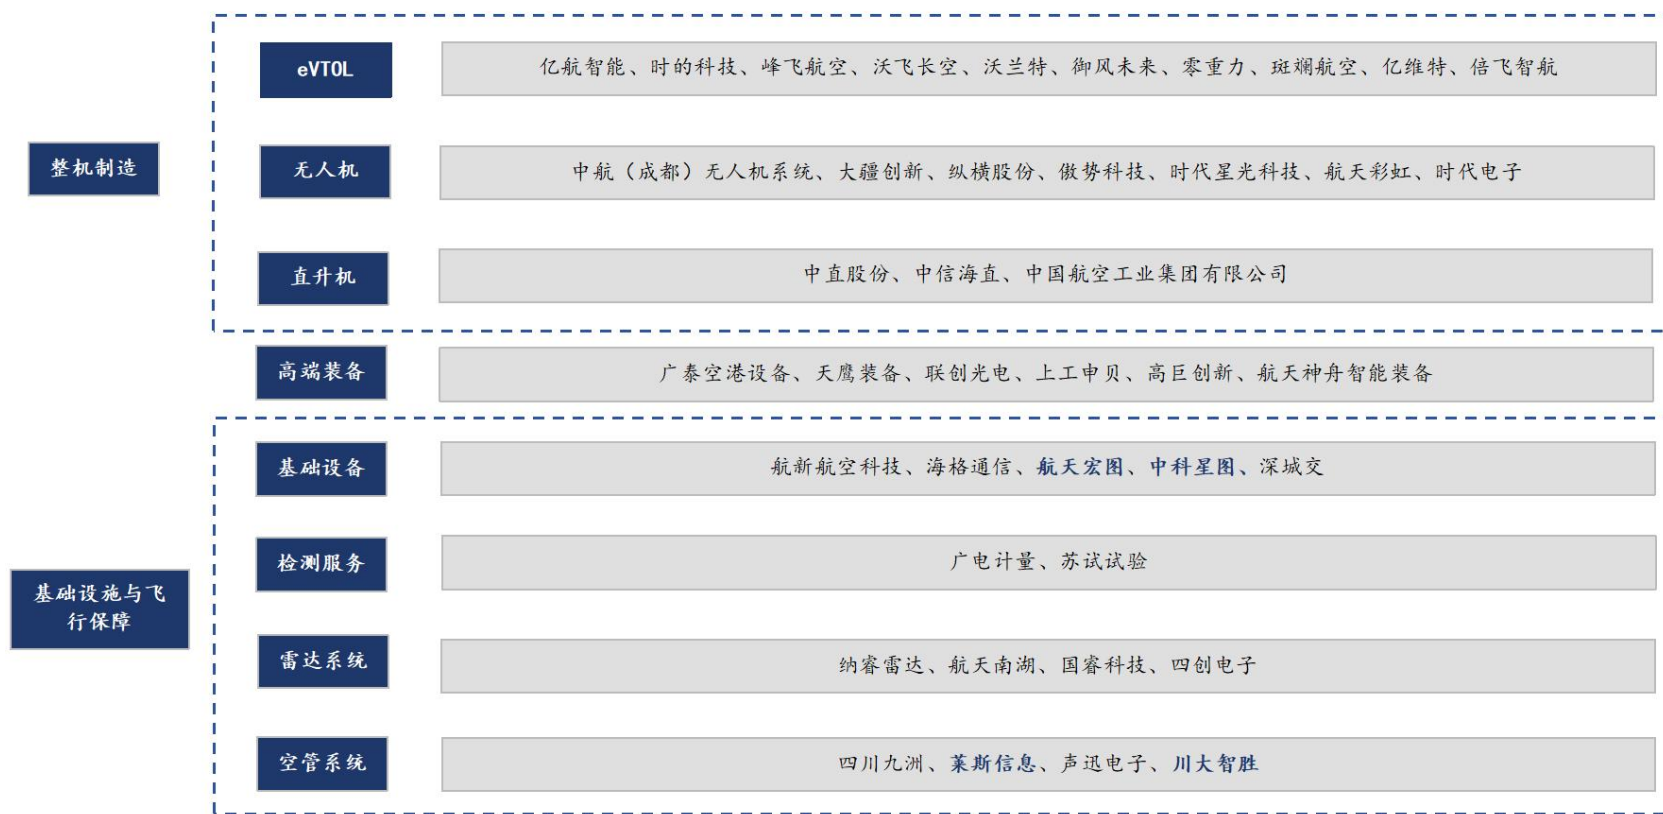 eVTOL
亿航智能、时的科技、峰飞航空、沃飞长空、沃兰特、御风未来、零重力、斑斓航空、亿维特、倍飞智航
整机制造
无人机
中航（成都）无人机系统、大疆创新、纵横股份、傲势科技、时代星光科技、航天彩虹、时代电子
直升机
中直股份、中信海直、中国航空工业集团有限公司
高端装备
广泰空港设备、天鹰装备、联创光电、上工申贝、高巨创新、航天神舟智能装备
基础设备
航新航空科技、海格通信、航天宏图、中科星图、深城交
检测服务
广电计量、苏试试验
基础设施与飞
行保障
雷达系统
纳睿雷达、航天南湖、国睿科技、四创电子
空管系统
四川九洲、莱斯信息、声迅电子、川大智胜